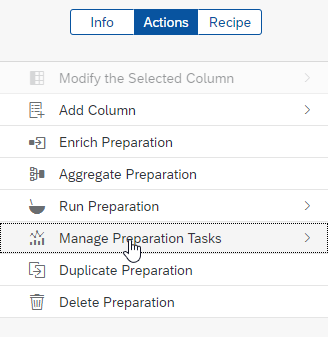 Info Actions Recipe
Modify the Selected Column
Add Column
Enrich Preparation
Aggregate Preparation
Run Preparation
Manage Preparation Tasks
Duplicate Preparation
Delete Preparation